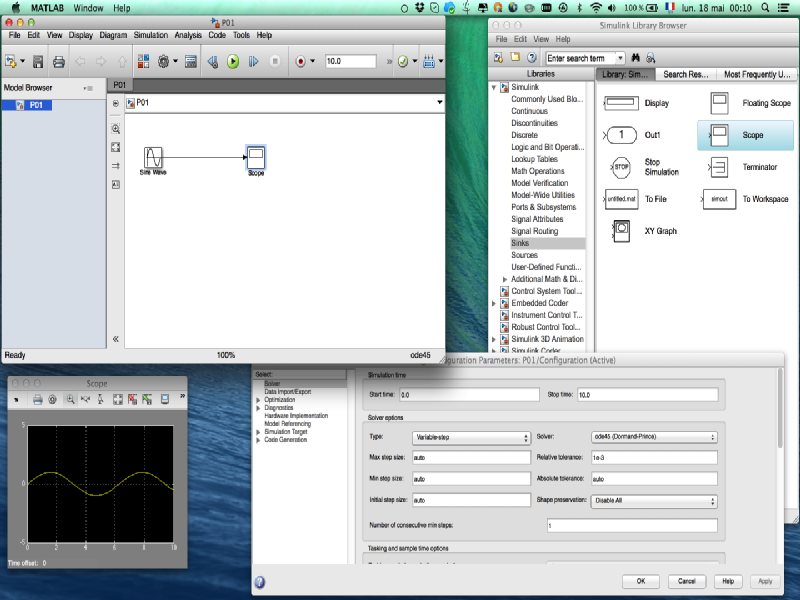 MATLAB Window Help
100 % lun. 18 mai 00:10
P01
File Edit View Display Diagram Simulation Analysis Code Tools Help
10.0
Model Browser
P01
P01
P01
Sine Wave
Scope
Ready 100% ode45
Simulink Library Browser
File Edit View Help
Enter search term
Libraries
Library: Sim... Search Res... Most Frequently U...
Simulink
Commonly Used Blo...
Continuous
Discontinuities
Discrete
Logic and Bit Operati...
Lookup Tables
Math Operations
Model Verification
Model-Wide Utilities
Ports & Subsystems
Signal Attributes
Signal Routing
Sinks
Sources
User-Defined Functi...
Additional Math & Di...
Control System Tool...
Embedded Coder
Instrument Control T...
Robust Control Tool...
Simulink 3D Animation
Simulink Coder
Display
Floating Scope
1
Out1
Scope
STOP
Stop
Simulation
Terminator
untitled.mat
To File
simout
To Workspace
XY Graph
guration Parameters: P01/Configuration (Active)
Select:
Solver
Data Import/Export
Optimization
Diagnostics
Hardware Implementation
Model Referencing
Simulation Target
Code Generation
Simulation time
Start time: 0.0 Stop time: 10.0
Solver options
Type: Variable-step Solver: ode45 (Dormand-Prince)
Max step size: auto Relative tolerance: 1e-3
Min step size: auto Absolute tolerance: auto
Initial step size: auto Shape preservation: Disable All
Number of consecutive min steps: 1
Tasking and sample time options
OK Cancel Help Apply
Scope
5
0
-5
0 2 4 6 8 10
Time offset: 0